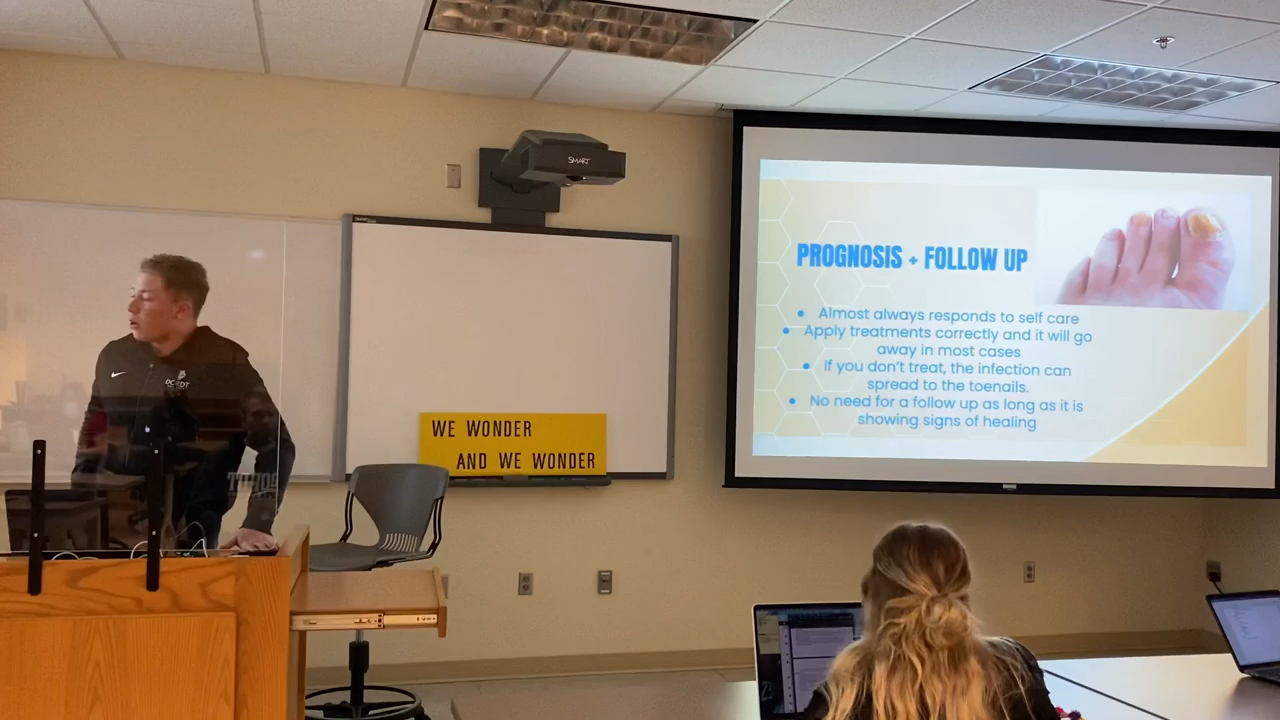 SMART
PROGNOSIS + FOLLOW UP
• Almost always responds to self care
• Apply treatments correctly and it will go
away in most cases
• If you don't treat, the infection can
spread to the toenails.
• No need for a follow up as long as it is
showing signs of healing
WE WONDER
AND WE WONDER